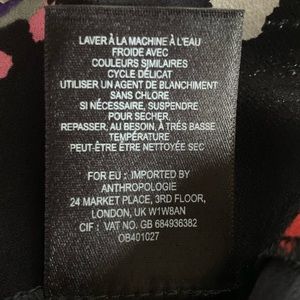 LAVER À LA MACHINE À L'EAU
FROIDE AVEC
COULEURS SIMILAIRES
CYCLE DÉLICAT
UTILISER UN AGENT DE BLANCHIMENT
SANS CHLORE
SI NÉCESSAIRE, SUSPENDRE
POUR SÉCHER,
REPASSER, AU BESOIN, À TRÉS BASSE
TEMPÉRATURE
PEUT-ÊTRE ÊTRE NETTOYÉE SEC
FOR EU : IMPORTED BY
ANTHROPOLOGIE
24 MARKET PLACE, 3RD FLOOR,
LONDON, UK W1W8AN
CIF : VAT NO. GB 684936382
OB401027